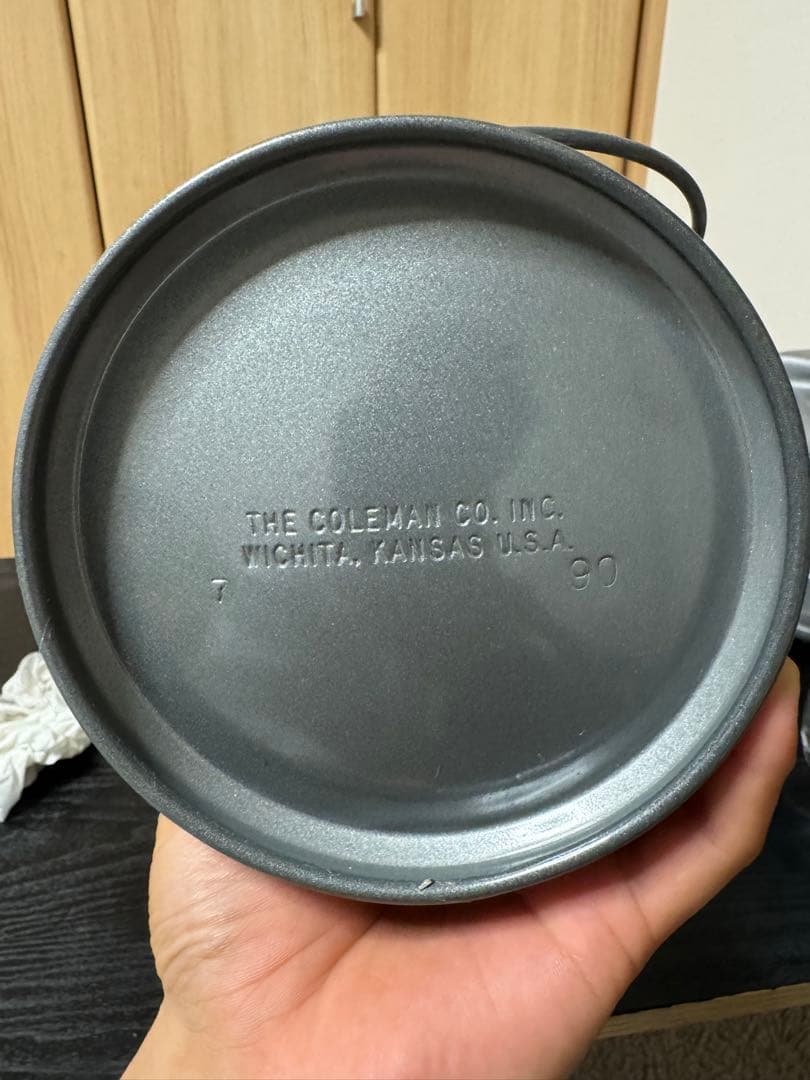 THE COLEMAN CO. INC.
WICHITA, KANSAS U.S.A.
7 90